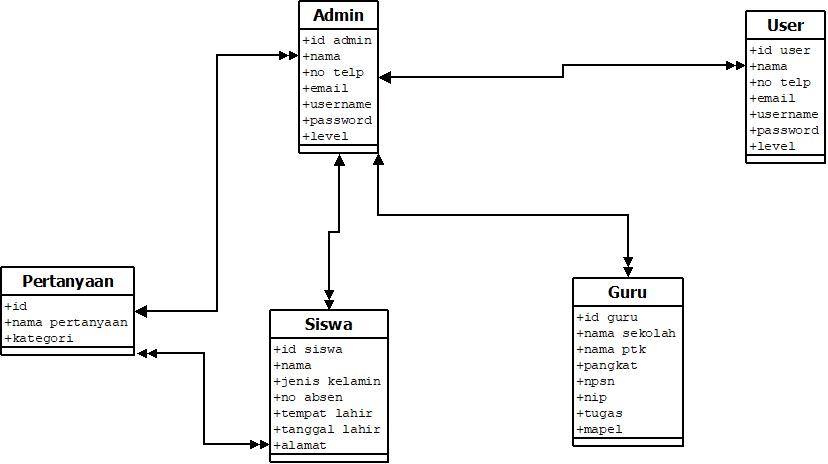 Admin
+id admin
+nama
+no telp
+email
+username
+password
+level
User
+id user
+nama
+no telp
+email
+username
+password
+level
Pertanyaan
+id
+nama pertanyaan
+kategori
Siswa
+id siswa
+nama
+jenis kelamin
+no absen
+tempat lahir
+tanggal lahir
+alamat
Guru
+id guru
+nama sekolah
+nama ptk
+pangkat
+npsn
+nip
+tugas
+mapel